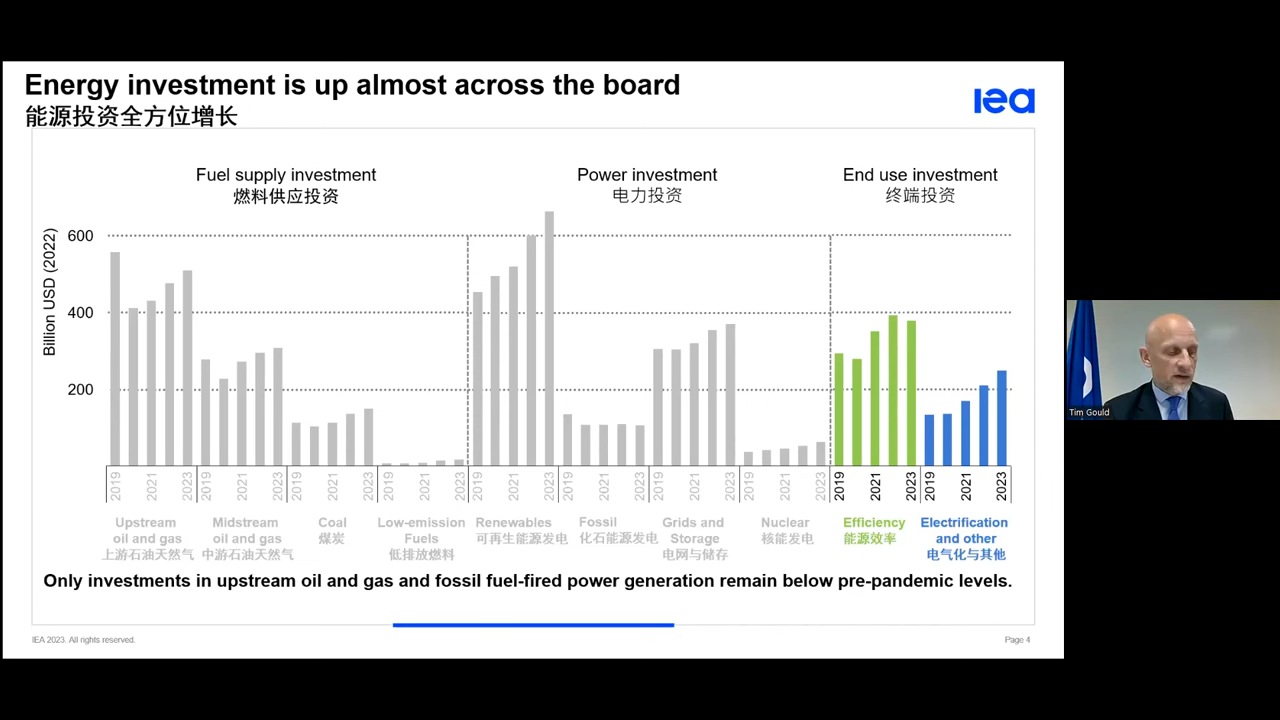 Energy investment is up almost across the board
能源投资全方位增长
iea
Fuel supply investment
燃料供应投资
Power investment
电力投资
End use investment
终端投资
Billion USD (2022)
600
400
200
2019 2021 2023 2019 2021 2023 2019 2021 2023 2019 2021 2023 2019 2021 2023 2019 2021 2023 2019 2021 2023 2019 2021 2023 2019 2021 2023 2019 2021 2023
Upstream
oil and gas
上游石油天然气
Midstream
oil and gas
中游石油天然气
Coal
煤炭
Low-emission
Fuels
低排放燃料
Renewables
可再生能源发电
Fossil
化石能源发电
Grids and
Storage
电网与储存
Nuclear
核能发电
Efficiency
能源效率
Electrification
and other
电气化与其他
Only investments in upstream oil and gas and fossil fuel-fired power generation remain below pre-pandemic levels.
IEA 2023. All rights reserved.
Page 4
Tim Gould